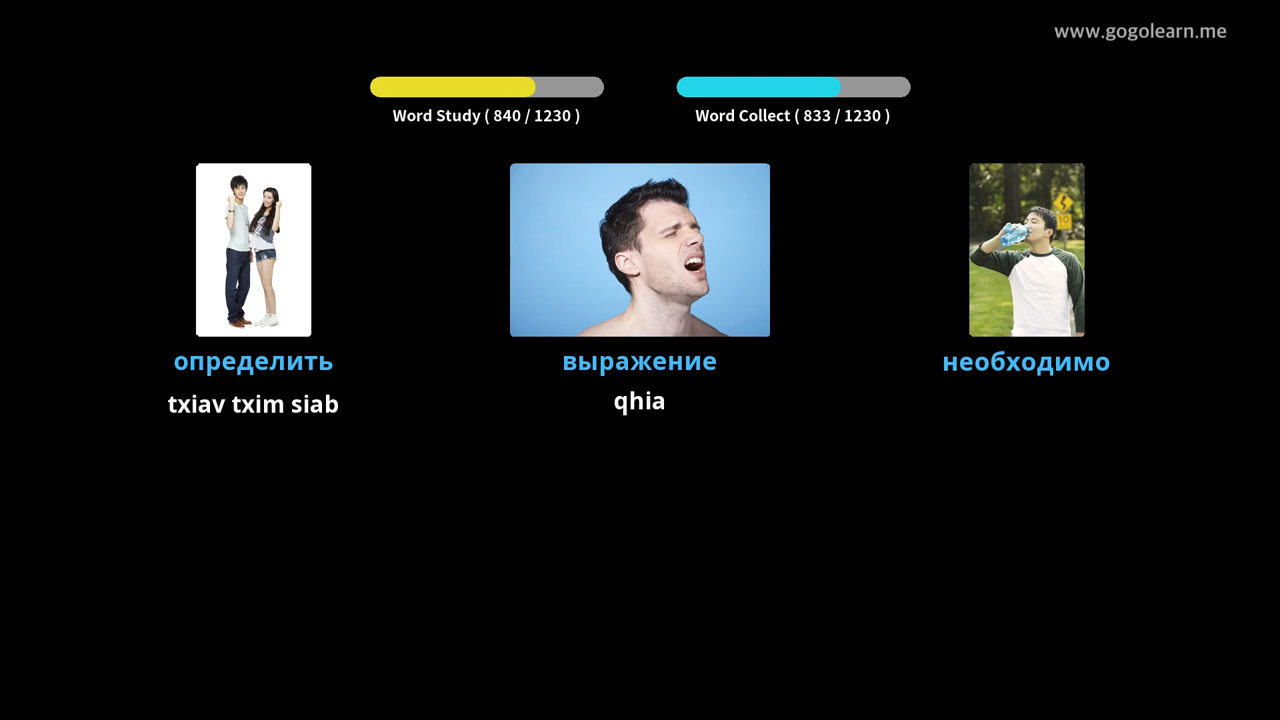 www.gogolearn.me
Word Study ( 840 / 1230 )
Word Collect ( 833 / 1230 )
определить
выражение
необходимо
txiav txim siab
qhia